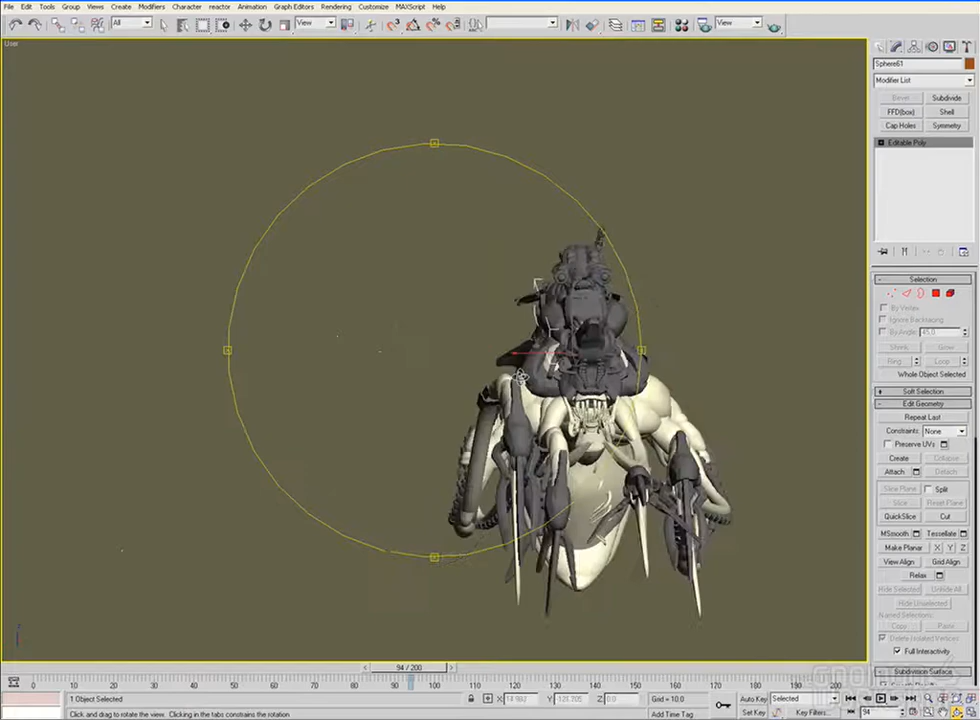 File Edit Tools Group Views Create Modifiers Character reactor Animation Graph Editors Rendering Customize MAXScript Help
All View View
User
Sphere61
Modifier List
Bevel Subdivide
FFD(box) Shell
Cap Holes Symmetry
Editable Poly
Selection
By Vertex
Ignore Backfacing
By Angle: 45.0
Shrink Grow
Ring Loop
Whole Object Selected
Soft Selection
Edit Geometry
Repeat Last
Constraints: None
Preserve UVs
Create Collapse
Attach Detach
Slice Plane Split
Slice Reset Plane
QuickSlice Cut
MSmooth Tessellate
Make Planar X Y Z
View Align Grid Align
Relax
Hide Selected Unhide All
Hide Unselected
Named Selections:
Copy Paste
Delete Isolated Vertices
Full Interactivity
Subdivision Surface
94 / 200
0 10 20 30 40 50 60 70 80 90 100 110 120 130 140 150 160 170 180 190 200
1 Object Selected X: Y: Z: 0.0 Grid = 10.0 Auto Key Selected
Click and drag to rotate the view. Clicking in the tabs constrains the rotation Add Time Tag Set Key Key Filters... 94